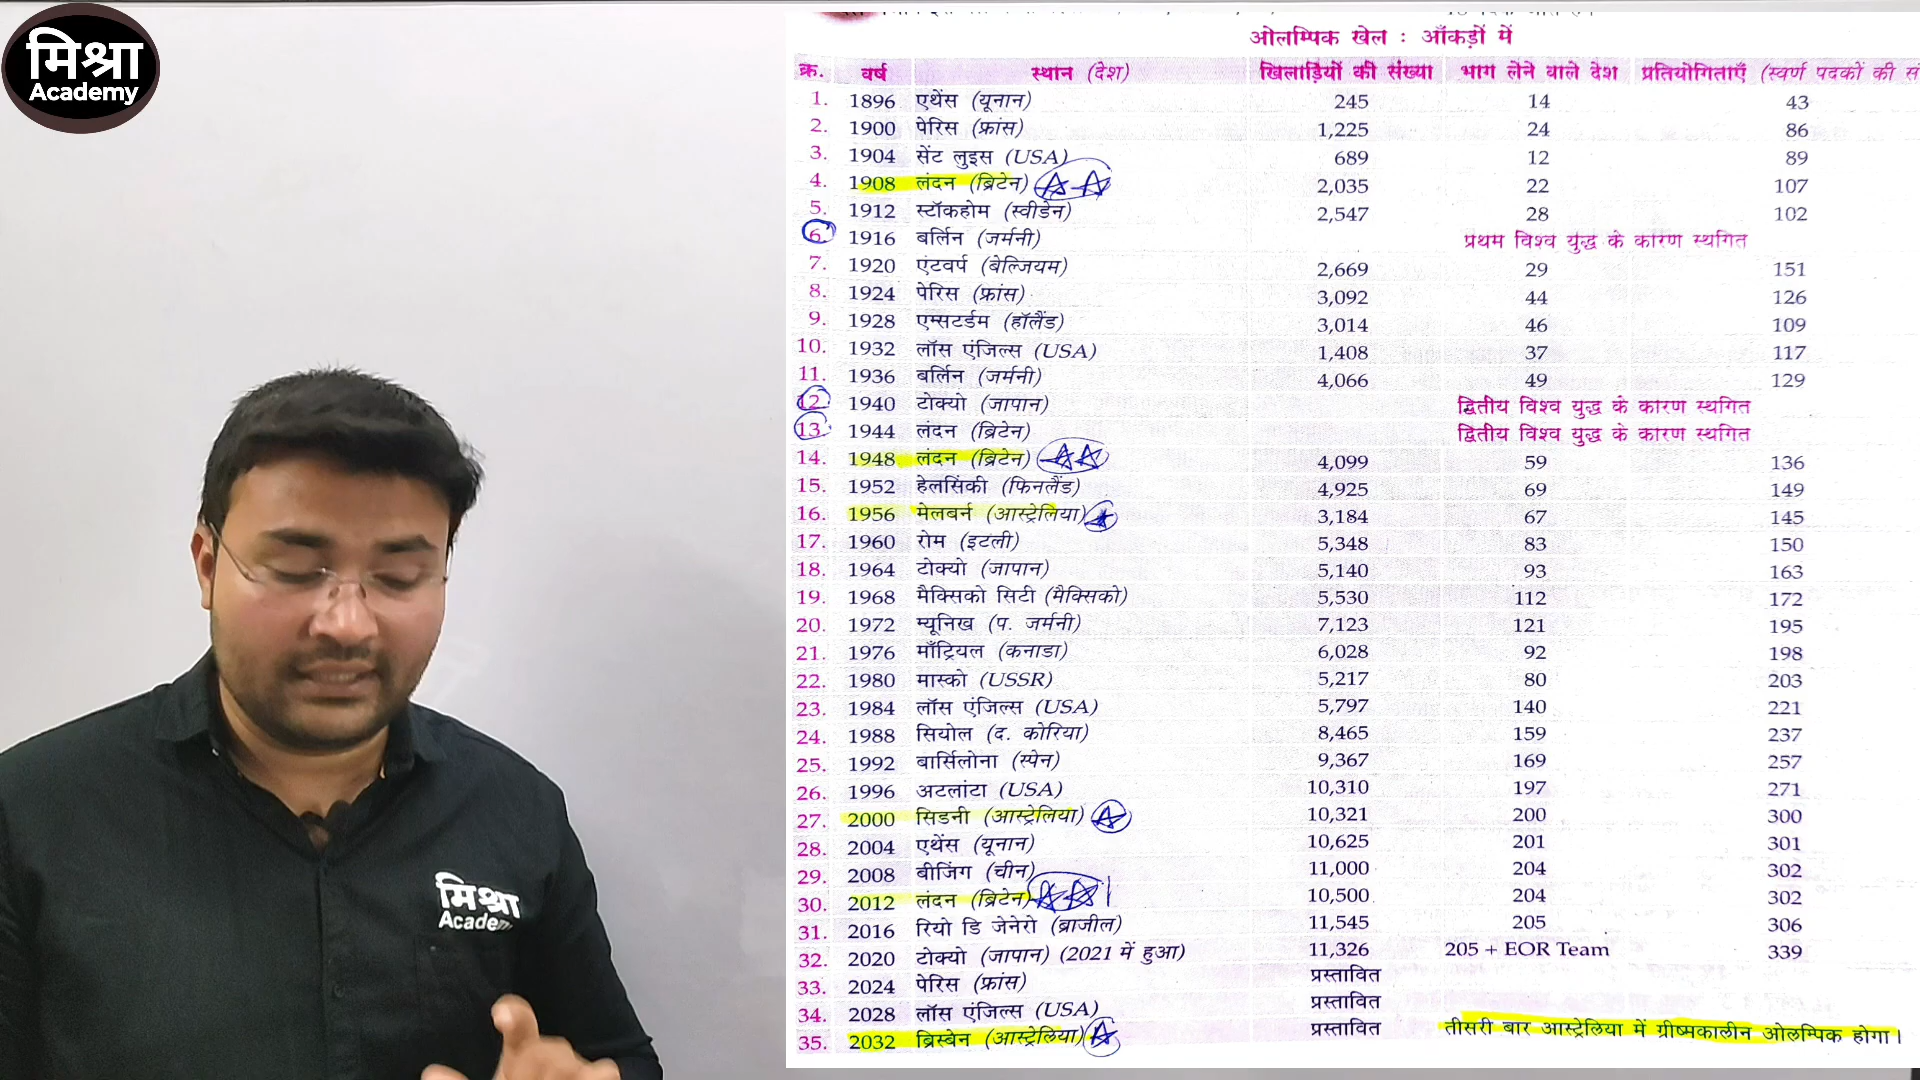 मिश्रा
Academy
ओलम्पिक खेल : आँकड़ों में
क्र. वर्ष स्थान (देश) खिलाड़ियों की संख्या भाग लेने वाले देश प्रतियोगिताएँ (स्वर्ण पदकों की
1. 1896 एथेंस (यूनान) 245 14 43
2. 1900 पेरिस (फ्रांस) 1,225 24 86
3. 1904 सेंट लुइस (USA) 689 12 89
4. 1908 लंदन (ब्रिटेन) 2,035 22 107
5. 1912 स्टॉकहोम (स्वीडेन) 2,547 28 102
6. 1916 बर्लिन (जर्मनी) प्रथम विश्व युद्ध के कारण स्थगित
7. 1920 एंटवर्प (बेल्जियम) 2,669 29 151
8. 1924 पेरिस (फ्रांस) 3,092 44 126
9. 1928 एम्सटर्डम (हॉलैंड) 3,014 46 109
10. 1932 लॉस एंजिल्स (USA) 1,408 37 117
11. 1936 बर्लिन (जर्मनी) 4,066 49 129
12. 1940 टोक्यो (जापान) द्वितीय विश्व युद्ध के कारण स्थगित
13. 1944 लंदन (ब्रिटेन) द्वितीय विश्व युद्ध के कारण स्थगित
14. 1948 लंदन (ब्रिटेन) 4,099 59 136
15. 1952 हेलसिंकी (फिनलैंड) 4,925 69 149
16. 1956 मेलबर्न (आस्ट्रेलिया) 3,184 67 145
17. 1960 रोम (इटली) 5,348 83 150
18. 1964 टोक्यो (जापान) 5,140 93 163
19. 1968 मैक्सिको सिटी (मैक्सिको) 5,530 112 172
20. 1972 म्यूनिख (प. जर्मनी) 7,123 121 195
21. 1976 मॉंट्रियल (कनाडा) 6,028 92 198
22. 1980 मास्को (USSR) 5,217 80 203
23. 1984 लॉस एंजिल्स (USA) 5,797 140 221
24. 1988 सियोल (द. कोरिया) 8,465 159 237
25. 1992 बार्सिलोना (स्पेन) 9,367 169 257
26. 1996 अटलांटा (USA) 10,310 197 271
27. 2000 सिडनी (आस्ट्रेलिया) 10,321 200 300
28. 2004 एथेंस (यूनान) 10,625 201 301
29. 2008 बीजिंग (चीन) 11,000 204 302
30. 2012 लंदन (ब्रिटेन) 10,500 204 302
31. 2016 रियो डि जेनेरो (ब्राजील) 11,545 205 306
32. 2020 टोक्यो (जापान) (2021 में हुआ) 11,326 205 + EOR Team 339
33. 2024 पेरिस (फ्रांस) प्रस्तावित
34. 2028 लॉस एंजिल्स (USA) प्रस्तावित
35. 2032 ब्रिस्बेन (आस्ट्रेलिया) प्रस्तावित तीसरी बार आस्ट्रेलिया में ग्रीष्मकालीन ओलम्पिक होगा।
मिश्रा
Academy